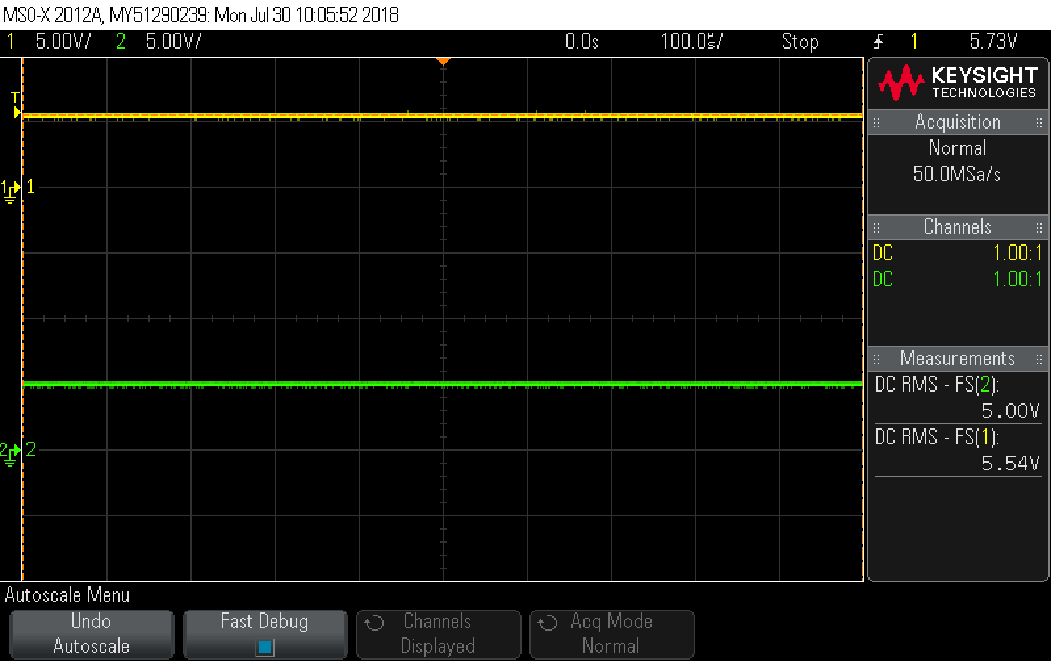 MSO-X 2012A, MY51290239: Mon Jul 30 10:05:52 2018
1 5.00V/ 2 5.00V/ 0.0s 100.0s/ Stop 1 5.73V
KEYSIGHT
TECHNOLOGIES
Acquisition
Normal
50.0MSa/s
Channels
DC 1.00:1
DC 1.00:1
Measurements
DC RMS - FS(2):
5.00V
DC RMS - FS(1):
5.54V
T
1 1
2 2
Autoscale Menu
Undo
Autoscale
Fast Debug
Channels
Displayed
Acq Mode
Normal